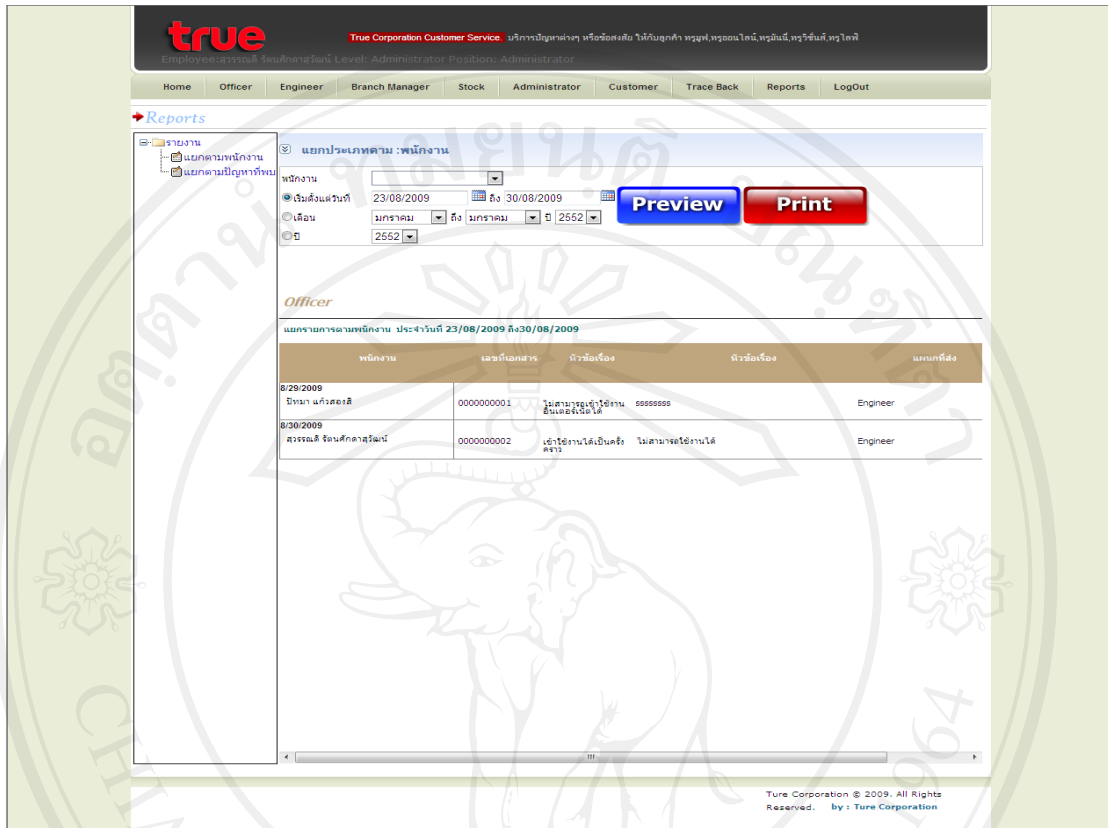 true
True Corporation Customer Service. บริการปัญหาต่างๆ หรือข้อสงสัย ให้กับลูกค้า ทรูมูฟ,ทรูออนไลน์,ทรูมันนี่,ทรูวิชั่นส์,ทรูไลฟ์
Employee:สุวรรณดี รัตนศักดาสุวัฒน์ Level: Administrator Position: Administrator
Home Officer Engineer Branch Manager Stock Administrator Customer Trace Back Reports LogOut
Reports
รายงาน
แยกตามพนักงาน
แยกตามปัญหาที่พบ
แยกประเภทตาม :พนักงาน
พนักงาน
เริ่มตั้งแต่วันที่ 23/08/2009 ถึง 30/08/2009
เดือน มกราคม ถึง มกราคม ปี 2552
ปี 2552
Preview Print
Officer
แยกรายการตามพนักงาน ประจำวันที่ 23/08/2009 ถึง30/08/2009
พนักงาน เลขที่เอกสาร หัวข้อเรื่อง หัวข้อเรื่อง แผนกที่ส่ง
8/29/2009
ปัทมา แก้วสองสี 0000000001 ไม่สามารถเข้าใช้งาน ssssssss Engineer
อินเตอร์เน็ตได้
8/30/2009
สุวรรณดี รัตนศักดาสุวัฒน์ 0000000002 เข้าใช้งานได้เป็นครั้ง ไม่สามารถใช้งานได้ Engineer
คราว
Ture Corporation © 2009. All Rights
Reserved. by : Ture Corporation
1964